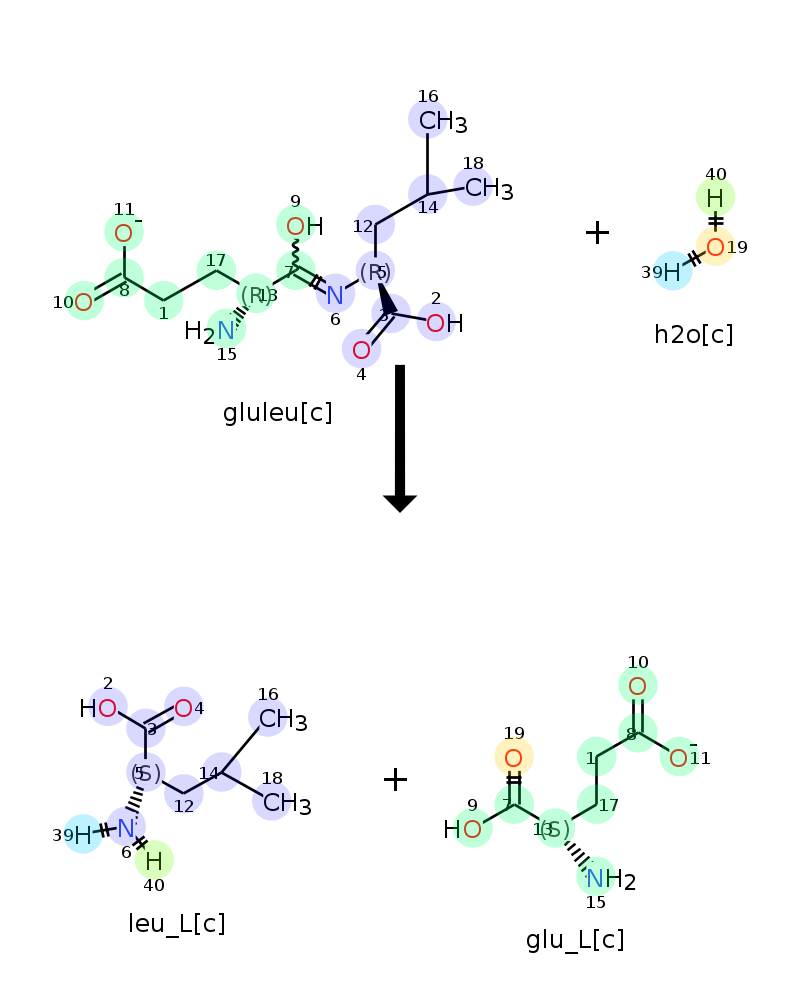 16
CH3
18
CH3
40
H
9
OH
11
O-
12
14
O 19
39 H
17
7
(R)
5
8
(R)
13
10 O
1
N
6
3
2
OH
H2N
15
O
4
+
h2o[c]
gluleu[c]
10
O
2
HO
O 4
16
CH3
3
8
19
O
1
O- 11
5
(S)
14
+
18
CH3
12
9
HO
7
17
13
(S)
39 H
N
6
H
40
NH2
15
leu_L[c]
glu_L[c]